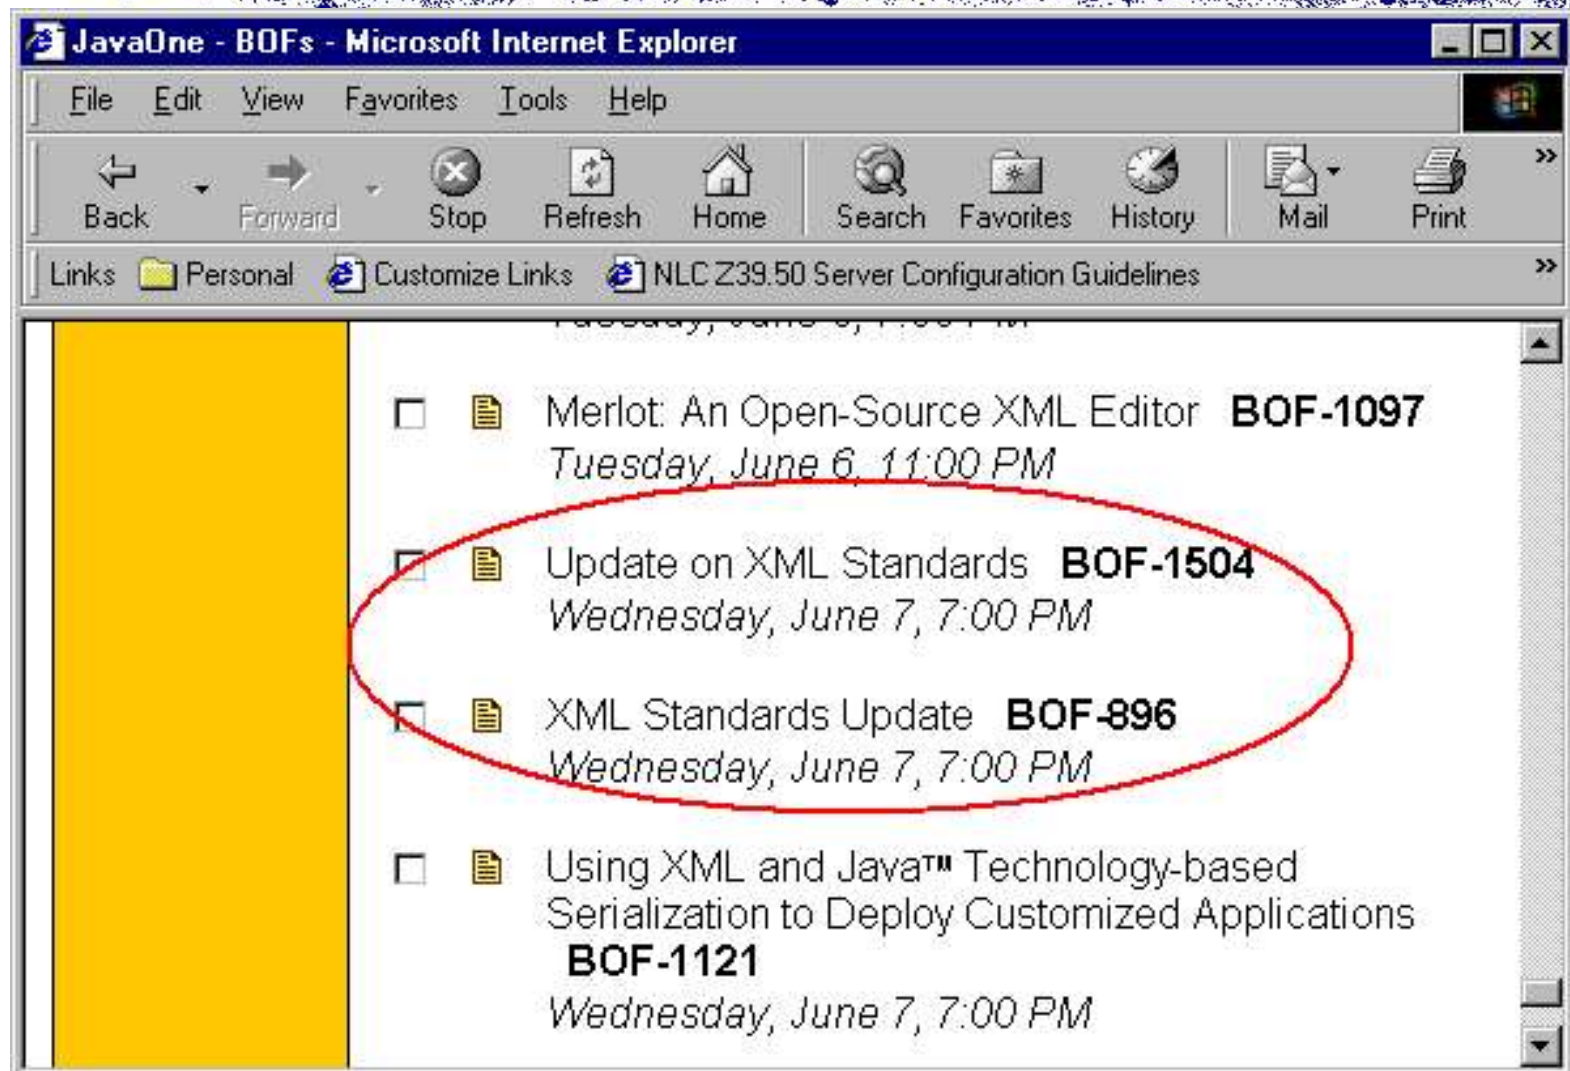 JavaOne - BOFs - Microsoft Internet Explorer
File Edit View Favorites Tools Help
Back Forward Stop Refresh Home Search Favorites History Mail Print
Links Personal Customize Links NLC Z39.50 Server Configuration Guidelines
Merlot: An Open-Source XML Editor BOF-1097
Tuesday, June 6, 11:00 PM
Update on XML Standards BOF-1504
Wednesday, June 7, 7:00 PM
XML Standards Update BOF-896
Wednesday, June 7, 7:00 PM
Using XML and Java™ Technology-based
Serialization to Deploy Customized Applications
BOF-1121
Wednesday, June 7, 7:00 PM